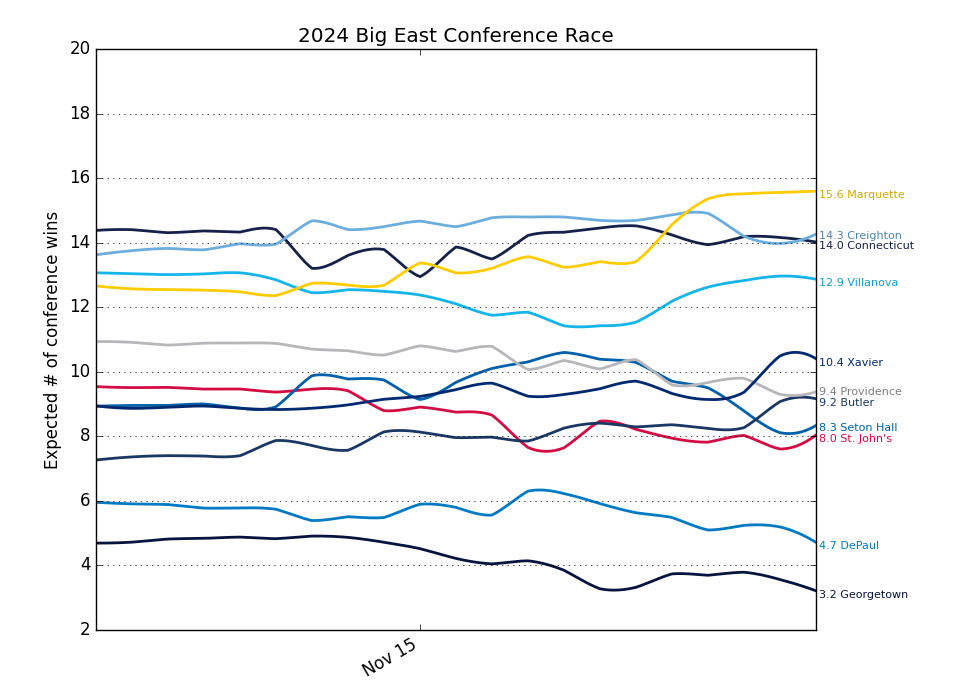 2024 Big East Conference Race
Expected # of conference wins
20
18
16
14
12
10
8
6
4
2
Nov 15
15.6 Marquette
14.3 Creighton
14.0 Connecticut
12.9 Villanova
10.4 Xavier
9.4 Providence
9.2 Butler
8.3 Seton Hall
8.0 St. John's
4.7 DePaul
3.2 Georgetown